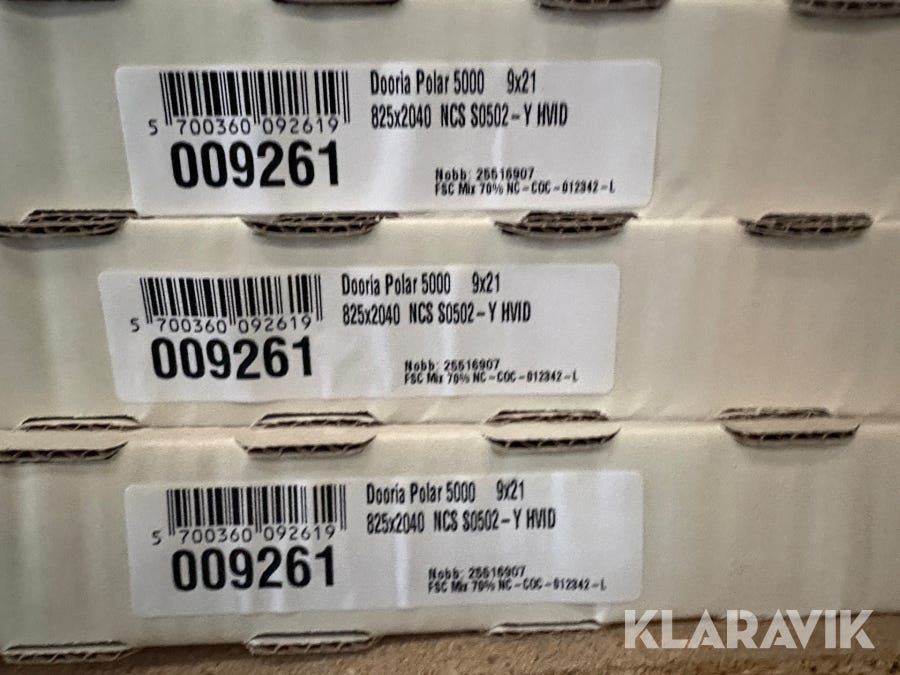 Dooria Polar 5000 9x21
825x2040 NCS S0502-Y HVID
5 700360 092619
009261
Nobb: 25516907
FSC Mix 70% NC-COC-012342-L
Dooria Polar 5000 9x21
825x2040 NCS S0502-Y HVID
5 700360 092619
009261
Nobb: 25516907
FSC Mix 70% NC-COC-012342-L
Dooria Polar 5000 9x21
825x2040 NCS S0502-Y HVID
5 700360 092619
009261
Nobb: 25516907
FSC Mix 70% NC-COC-012342-L
KLARAVIK